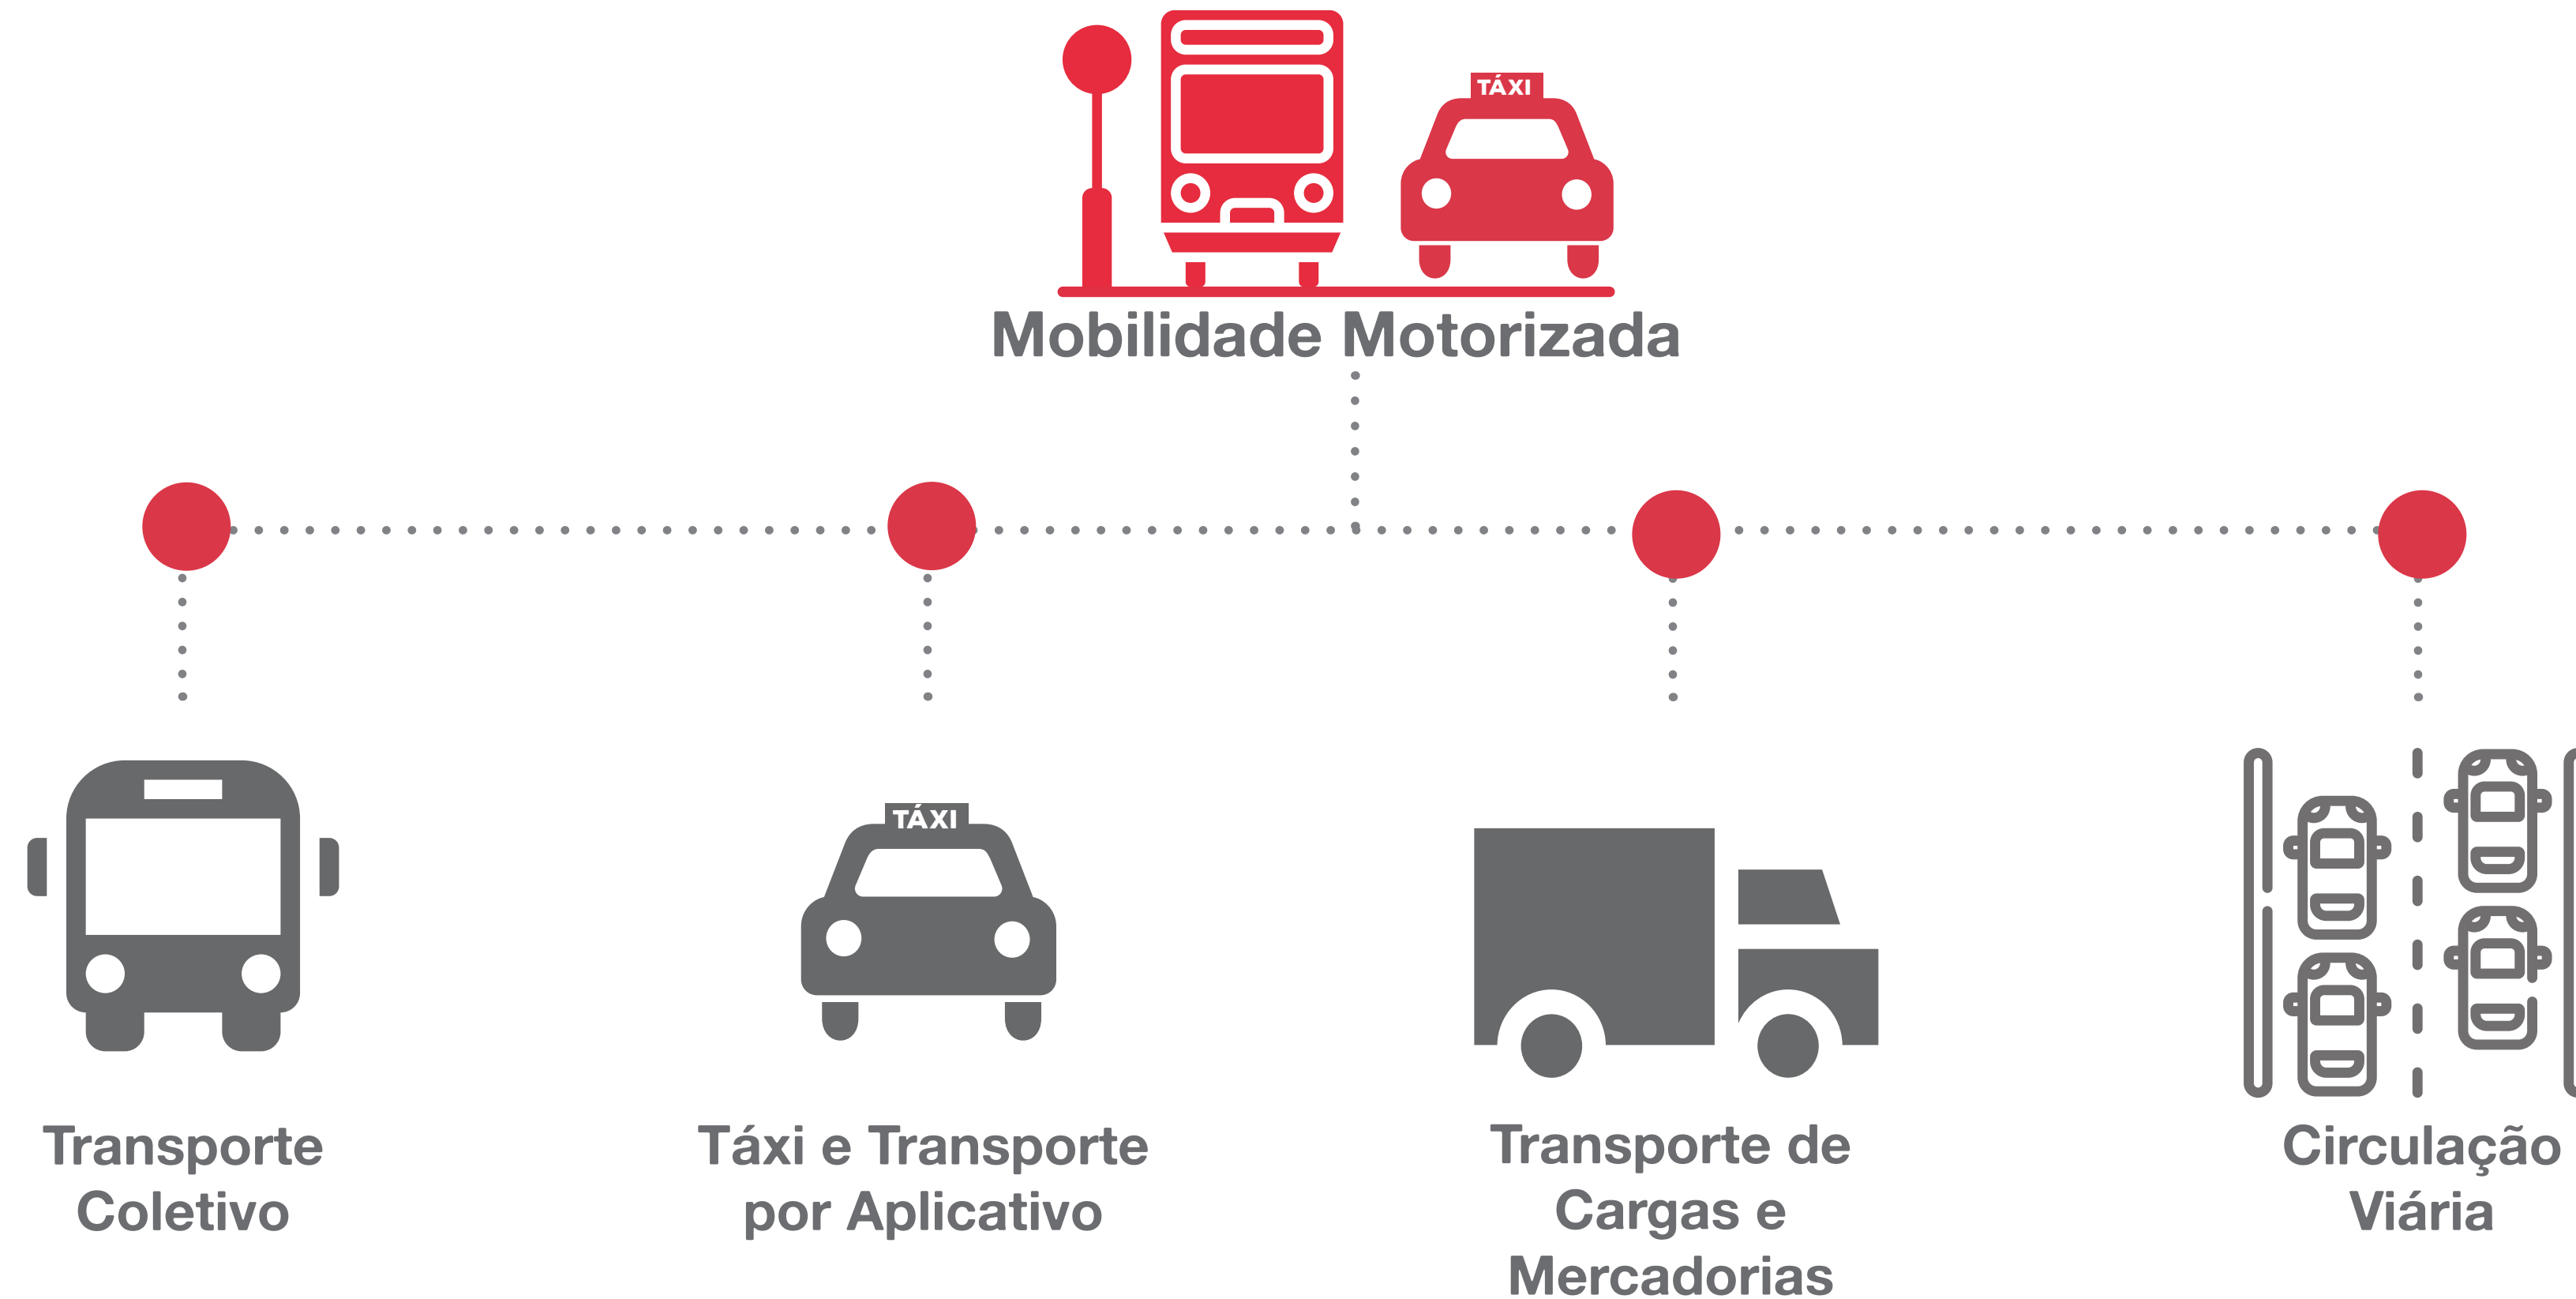 TÁXI
Mobilidade Motorizada
TÁXI
Transporte
Coletivo
Táxi e Transporte
por Aplicativo
Transporte de
Cargas e
Mercadorias
Circulação
Viária